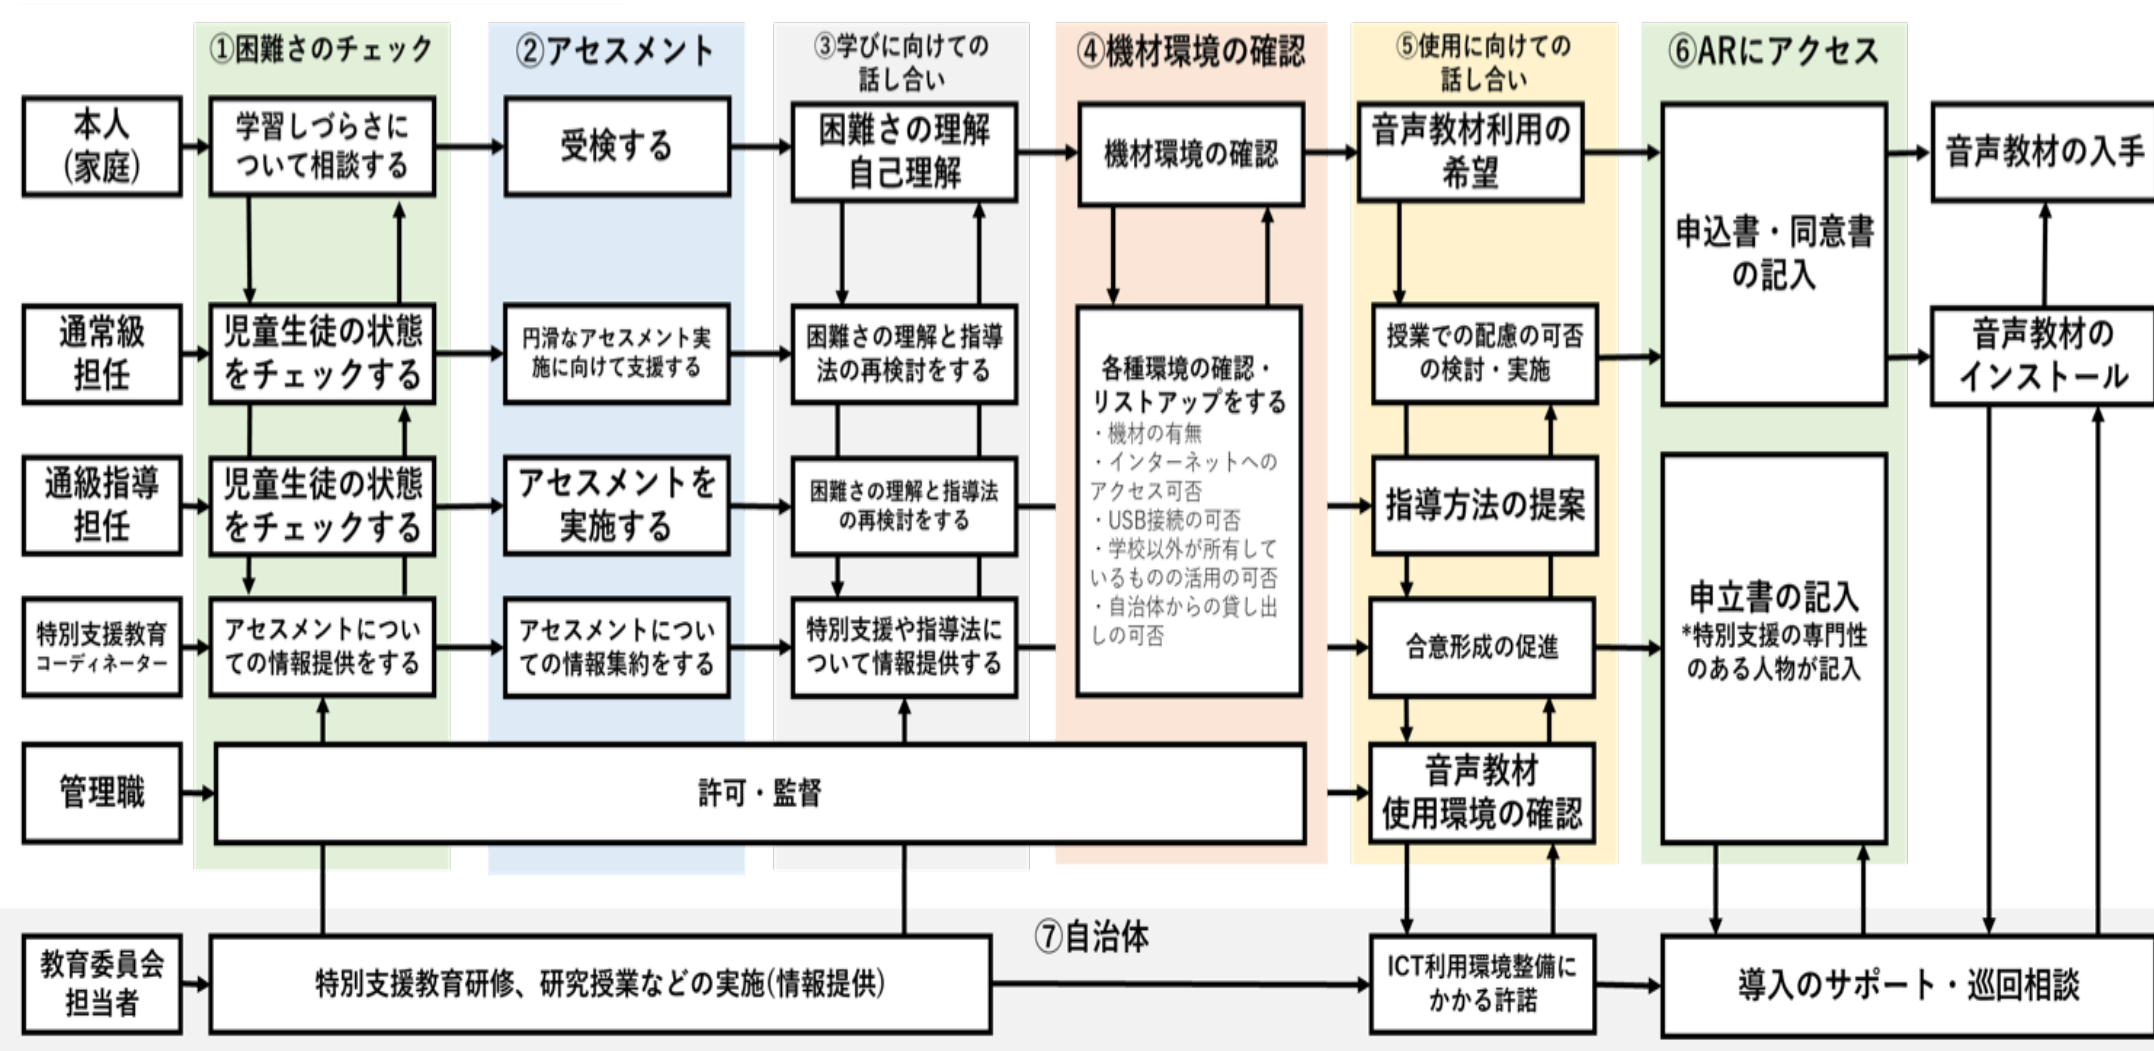 ①困難さのチェック
②アセスメント
③学びに向けての
話し合い
④機材環境の確認
⑤使用に向けての
話し合い
⑥ARにアクセス
本人
(家庭)
学習しづらさに
ついて相談する
受検する
困難さの理解
自己理解
機材環境の確認
音声教材利用の
希望
申込書・同意書
の記入
音声教材の入手
通常級
担任
児童生徒の状態
をチェックする
円滑なアセスメント実
施に向けて支援する
困難さの理解と指導
法の再検討をする
各種環境の確認・
リストアップをする
・機材の有無
・インターネットへの
アクセス可否
・USB接続の可否
・学校以外が所有して
いるものの活用の可否
・自治体からの貸し出
しの可否
授業での配慮の可否
の検討・実施
音声教材の
インストール
通級指導
担任
児童生徒の状態
をチェックする
アセスメントを
実施する
困難さの理解と指導法
の再検討をする
指導方法の提案
特別支援教育
コーディネーター
アセスメントについ
ての情報提供をする
アセスメントについ
ての情報集約をする
特別支援や指導法に
ついて情報提供する
合意形成の促進
申立書の記入
*特別支援の専門性
のある人物が記入
管理職
許可・監督
音声教材
使用環境の確認
⑦自治体
教育委員会
担当者
特別支援教育研修、研究授業などの実施(情報提供)
ICT利用環境整備に
かかる許諾
導入のサポート・巡回相談